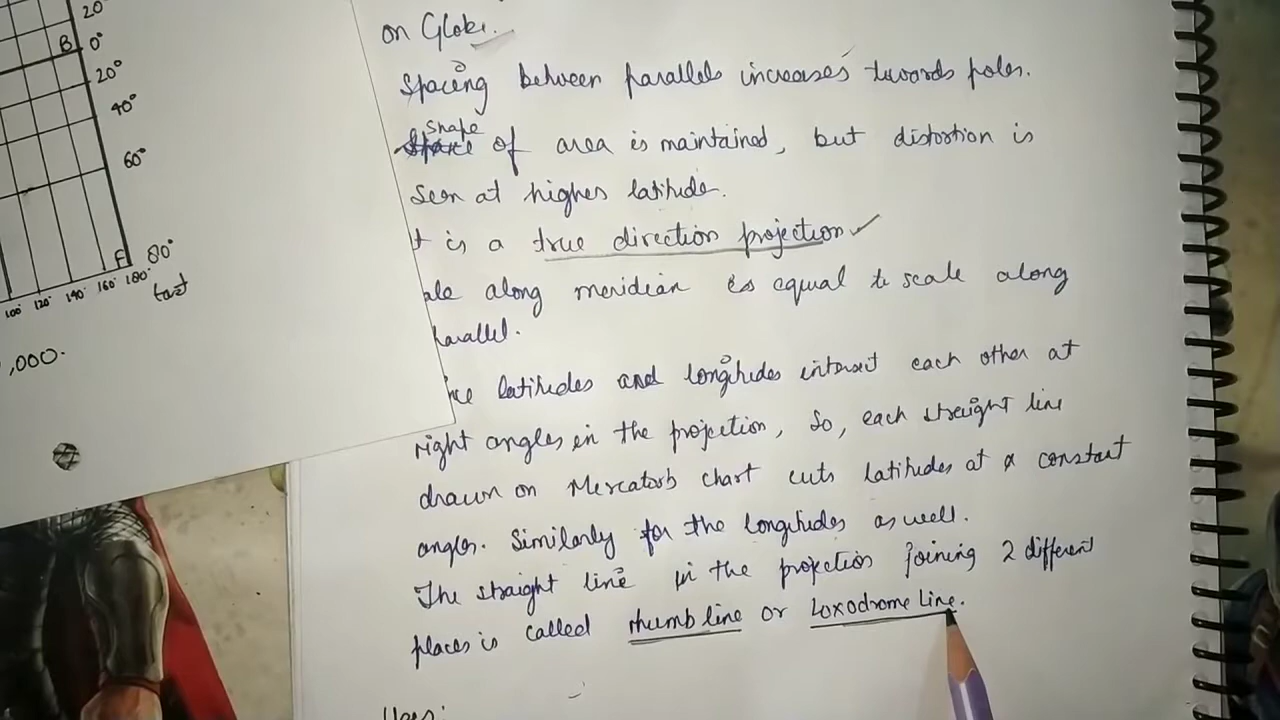 on Globe.
Spacing between parallels increases towards poles.
Shape of area is maintained, but distortion is
seen at higher latitude.
t is a true direction projection
ale along meridian is equal to scale along
parallel.
ce latitudes and longitudes intersect each other at
right angles in the projection, So, each straight line
drawn on Mercator's chart cuts latitudes at a constant
angles. Similarly for the longitudes as well.
The straight line in the projection joining 2 different
places is called rhumb line or Loxodrome Line.
Uses:
20°
B 0°
20°
40°
60°
F 80°
100° 120° 140° 160° 180°
East
,000.